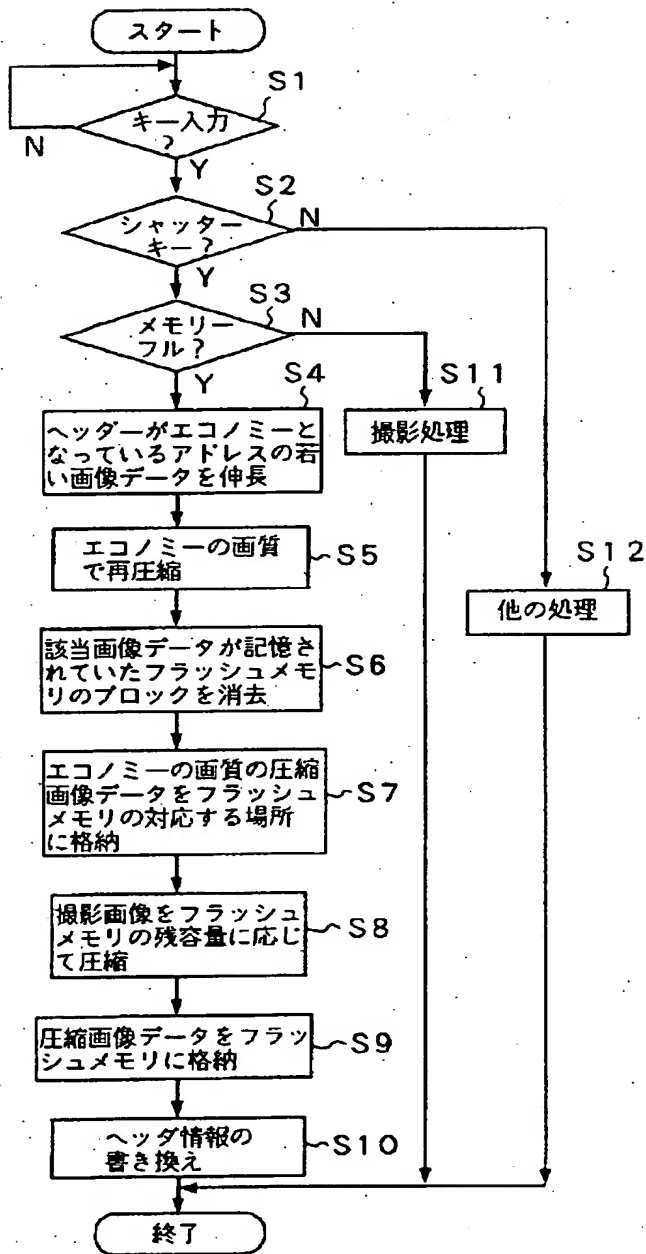 スタート
S1
キー入力
?
N
Y
S2
シャッター
キー?
N
Y
S3
メモリー
フル?
N
Y
S4
ヘッダーがエコノミーと
なっているアドレスの若
い画像データを伸長
S11
撮影処理
エコノミーの画質
で再圧縮
S5
S12
他の処理
該当画像データが記憶さ
れていたフラッシュメモ
リのブロックを消去
S6
エコノミーの画質の圧縮
画像データをフラッシュ
メモリの対応する場所
に格納
S7
撮影画像をフラッシュ
メモリの残容量に応じ
て圧縮
S8
圧縮画像データをフラッ
シュメモリに格納
S9
ヘッダ情報の
書き換え
S10
終了